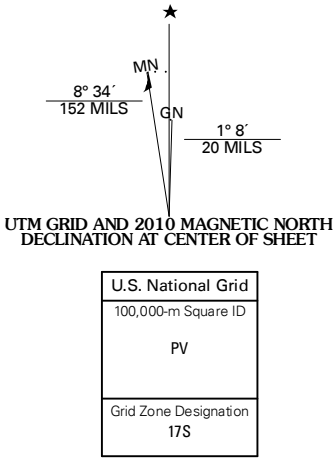 ★
MN
8° 34´
152 MILS
GN
1° 8´
20 MILS
UTM GRID AND 2010 MAGNETIC NORTH
DECLINATION AT CENTER OF SHEET
U.S. National Grid
100,000-m Square ID
PV
Grid Zone Designation
17S